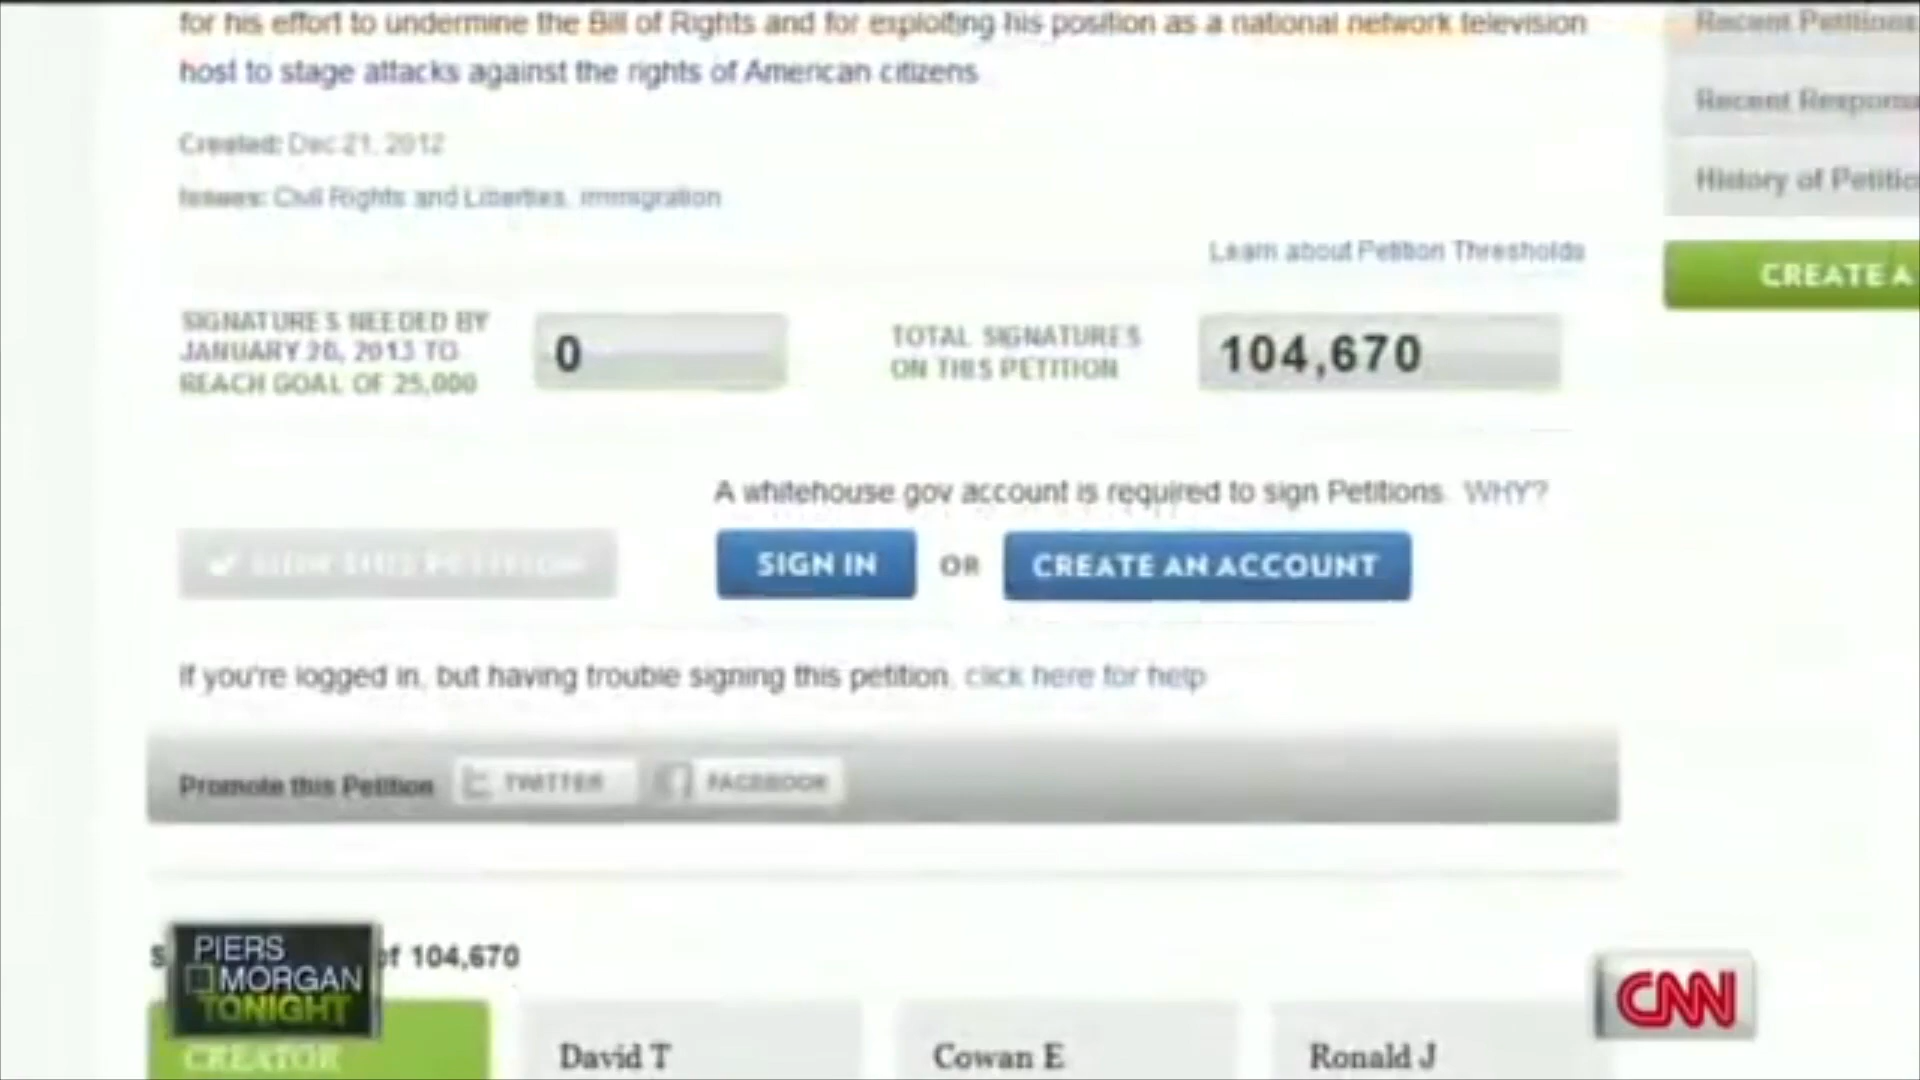 for his effort to undermine the Bill of Rights and for exploiting his position as a national network television
host to stage attacks against the rights of American citizens
Recent Petitions
Recent Respons
History of Petitio
Created: Dec 21, 2012
Issues: Civil Rights and Liberties, Immigration
Learn about Petition Thresholds
CREATE A
SIGNATURES NEEDED BY
JANUARY 20, 2013 TO
REACH GOAL OF 25,000
0
TOTAL SIGNATURES
ON THIS PETITION
104,670
A whitehouse.gov account is required to sign Petitions. WHY?
SIGN THIS PETITION
SIGN IN
OR
CREATE AN ACCOUNT
If you're logged in, but having trouble signing this petition, click here for help
Promote this Petition
TWITTER
FACEBOOK
of 104,670
PIERS
MORGAN
TONIGHT
CNN
CREATOR
David T
Cowan E
Ronald J